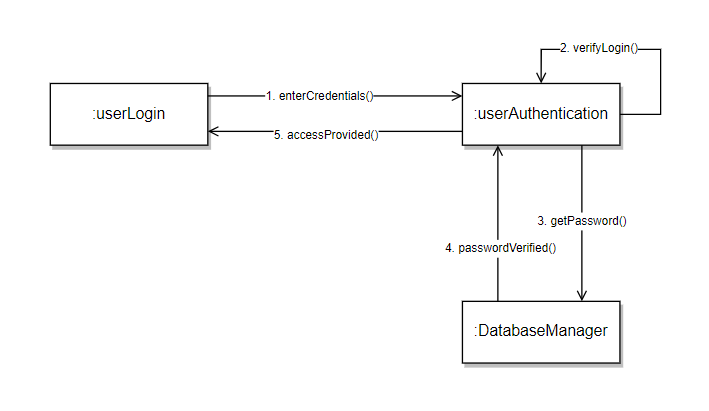 2. verifyLogin()
:userLogin
1. enterCredentials()
:userAuthentication
5. accessProvided()
3. getPassword()
4. passwordVerified()
:DatabaseManager